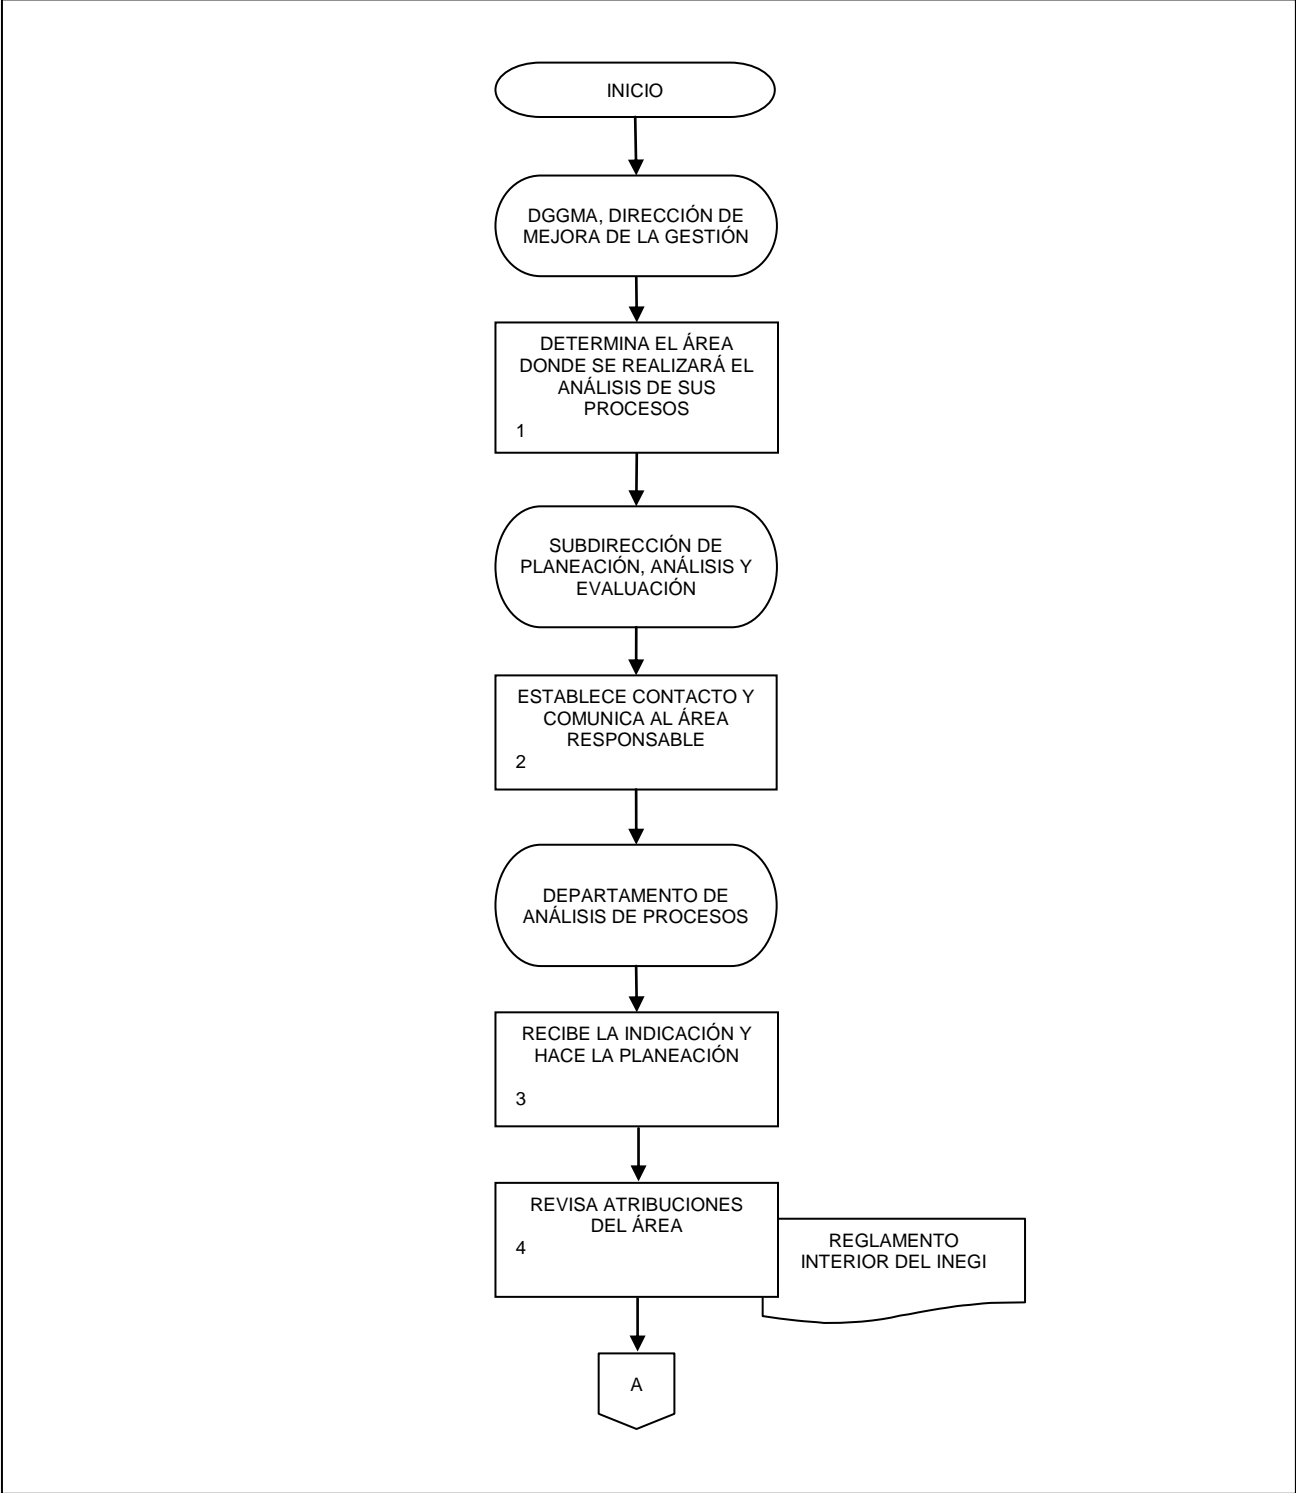 INICIO
DGGMA, DIRECCIÓN DE
MEJORA DE LA GESTIÓN
DETERMINA EL ÁREA
DONDE SE REALIZARÁ EL
ANÁLISIS DE SUS
PROCESOS
1
SUBDIRECCIÓN DE
PLANEACIÓN, ANÁLISIS Y
EVALUACIÓN
ESTABLECE CONTACTO Y
COMUNICA AL ÁREA
RESPONSABLE
2
DEPARTAMENTO DE
ANÁLISIS DE PROCESOS
RECIBE LA INDICACIÓN Y
HACE LA PLANEACIÓN
3
REVISA ATRIBUCIONES
DEL ÁREA
4
REGLAMENTO
INTERIOR DEL INEGI
A